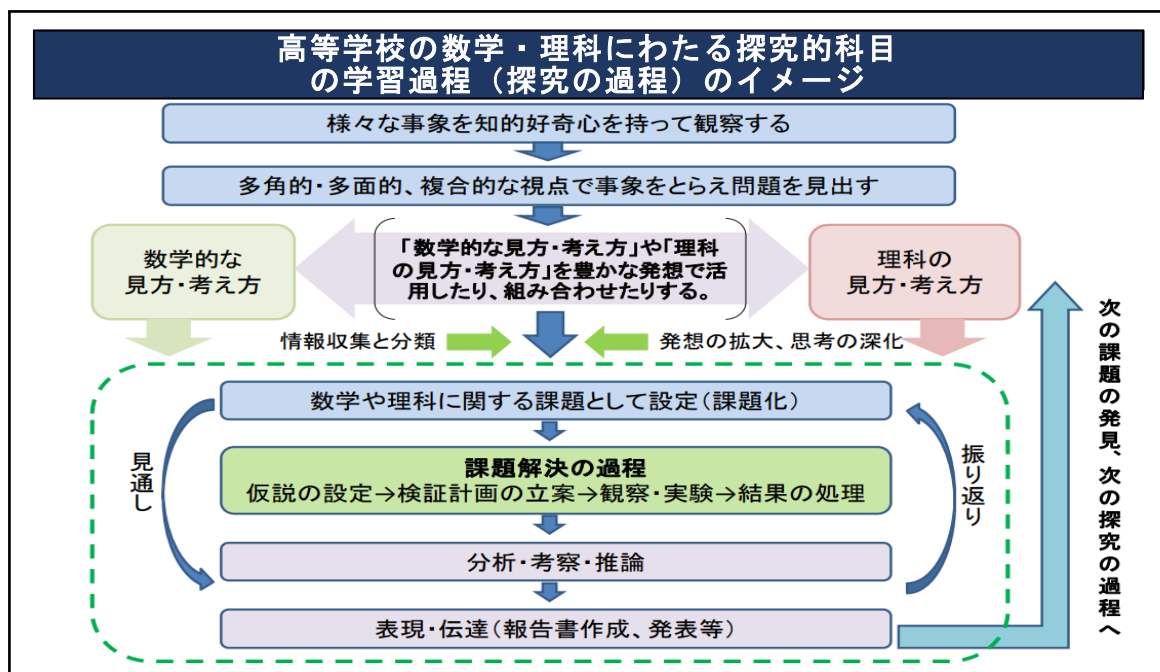 高等学校の数学・理科にわたる探究的科目
の学習過程（探究の過程）のイメージ
様々な事象を知的好奇心を持って観察する
多角的・多面的、複合的な視点で事象をとらえ問題を見出す
数学的な
見方・考え方
「数学的な見方・考え方」や「理科
の見方・考え方」を豊かな発想で活
用したり、組み合わせたりする。
理科の
見方・考え方
情報収集と分類
発想の拡大、思考の深化
数学や理科に関する課題として設定（課題化）
見通し
課題解決の過程
仮説の設定→検証計画の立案→観察・実験→結果の処理
振り返り
分析・考察・推論
表現・伝達（報告書作成、発表等）
次の課題の発見、次の探究の過程へ